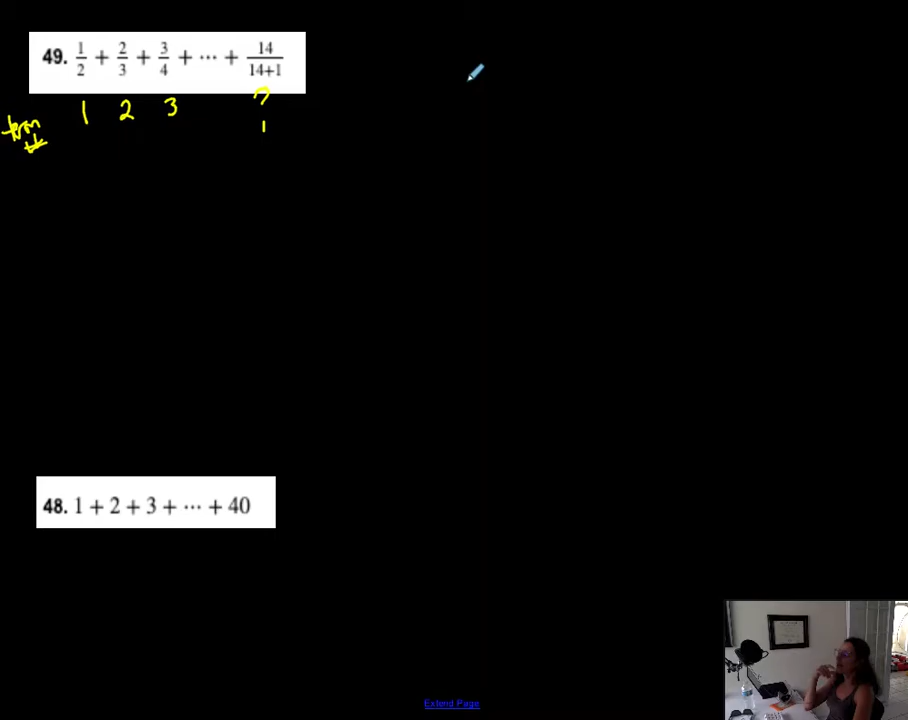 49. 1/2 + 2/3 + 3/4 + ··· + 14/(14+1)
term # 1 2 3 ?
1
48. 1 + 2 + 3 + ··· + 40
Extend Page